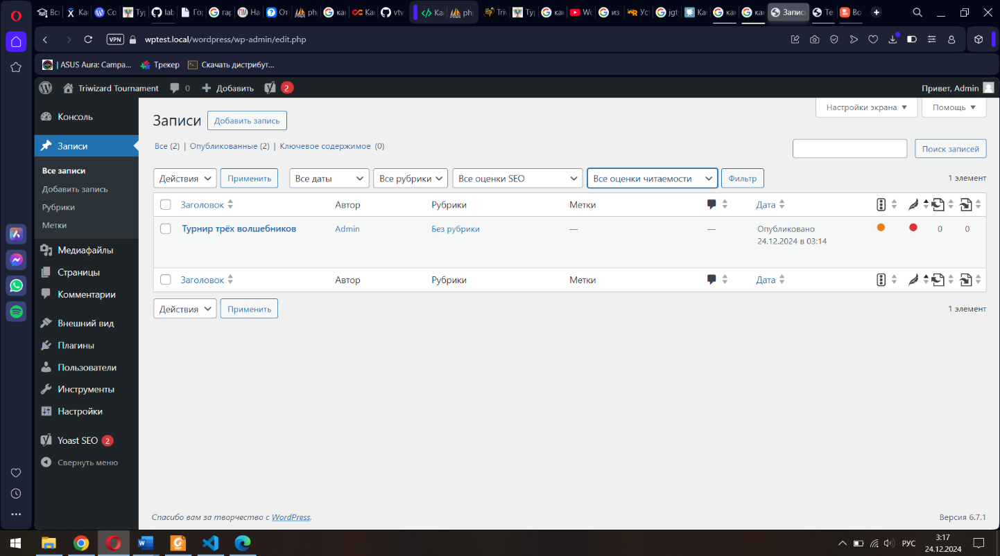 Вс Ка Со Тур lab Гор gap На От ph ка Ка vtv Ка ph Triv Тур ка Wo из Уст jgt Ка ка ка Запис Те Во
VPN wptest.local/wordpress/wp-admin/edit.php
| ASUS Aura: Campa... Трекер Скачать дистрибут...
Triwizard Tournament 0 Добавить 2 Привет, Admin
Консоль
Записи
Все записи
Добавить запись
Рубрики
Метки
Медиафайлы
Страницы
Комментарии
Внешний вид
Плагины
Пользователи
Инструменты
Настройки
Yoast SEO 2
Свернуть меню
Настройки экрана Помощь
Записи Добавить запись
Все (2) | Опубликованные (2) | Ключевое содержимое (0)
Поиск записей
Действия Применить Все даты Все рубрики Все оценки SEO Все оценки читаемости Фильтр 1 элемент
Заголовок Автор Рубрики Метки Дата
Турнир трёх волшебников Admin Без рубрики — — Опубликовано 0 0
24.12.2024 в 03:14
Заголовок Автор Рубрики Метки Дата
Действия Применить 1 элемент
Спасибо вам за творчество с WordPress. Версия 6.7.1
РУС 3:17
24.12.2024